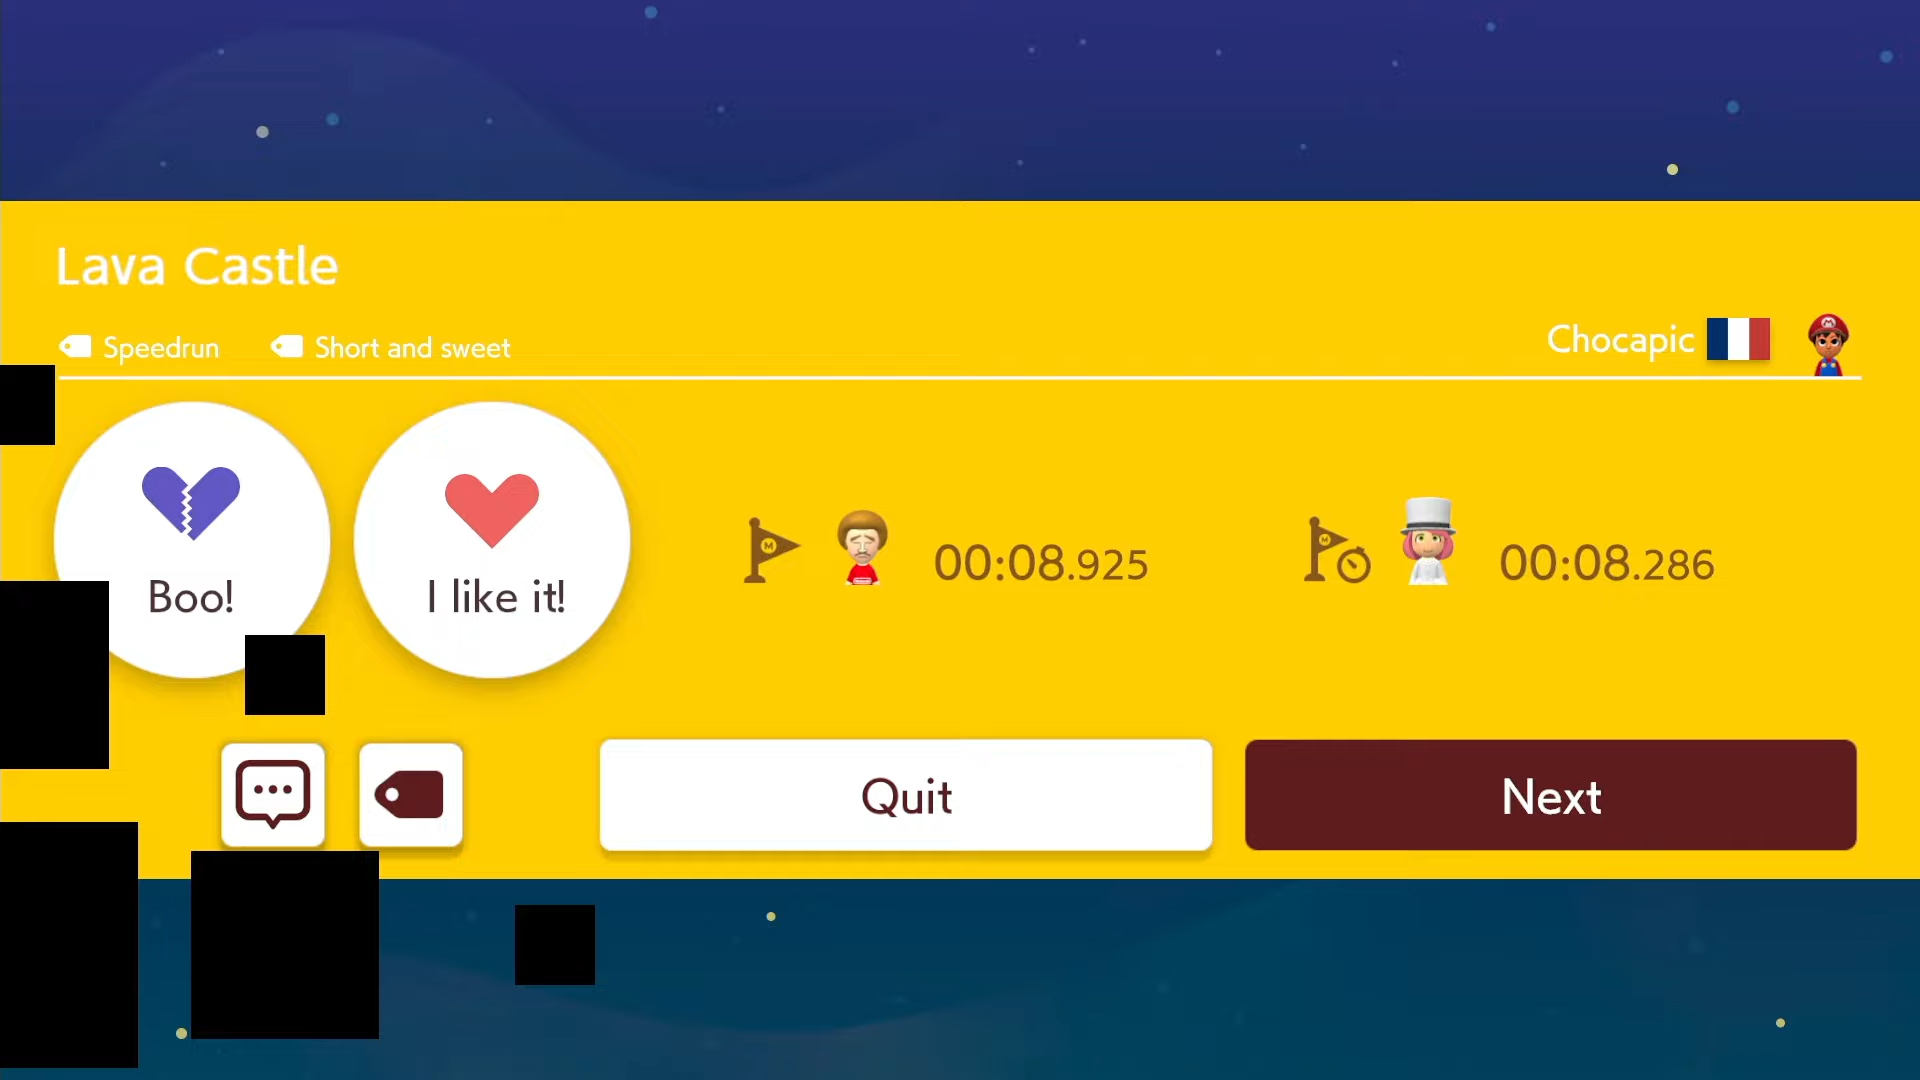 Lava Castle
Speedrun Short and sweet
Chocapic
Boo!
I like it!
M 00:08.925
M 00:08.286
Quit
Next